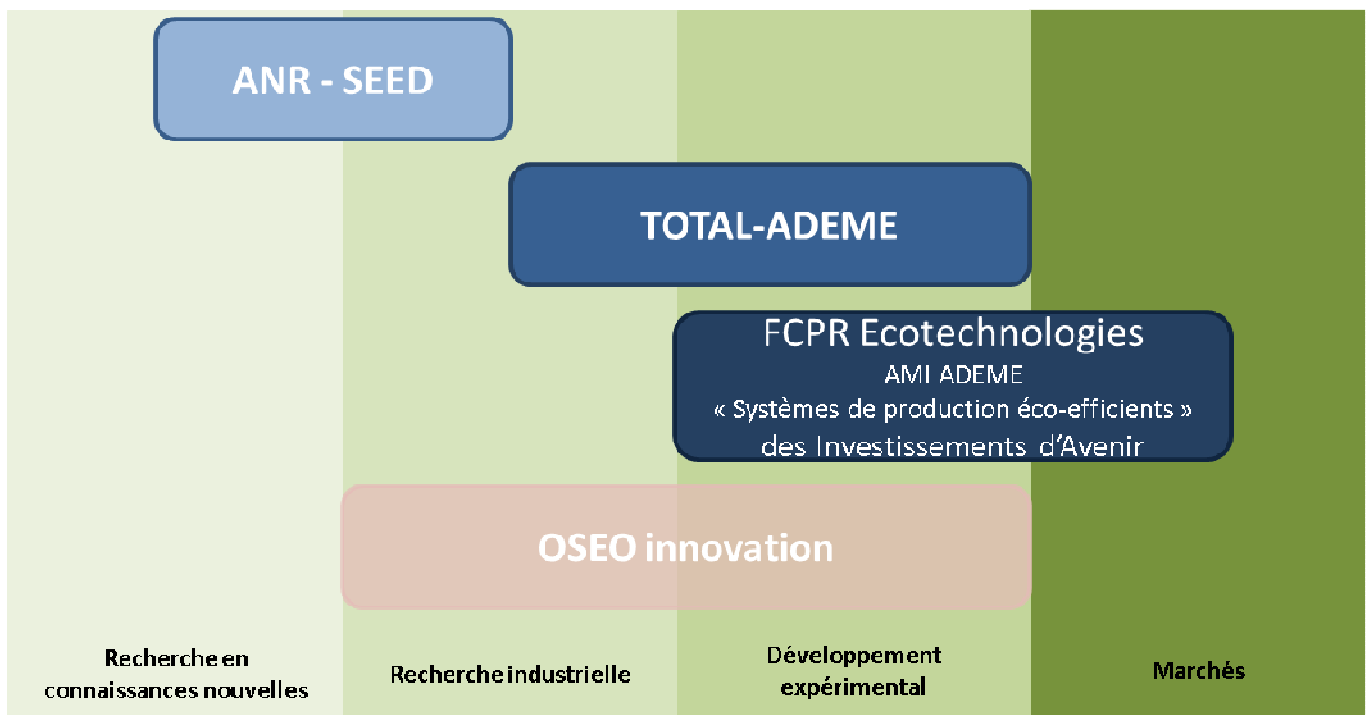 ANR - SEED
TOTAL-ADEME
FCPR Ecotechnologies
AMI ADEME
« Systèmes de production éco-efficients »
des Investissements d’Avenir
OSEO innovation
Recherche en
connaissances nouvelles
Recherche industrielle
Développement
expérimental
Marchés